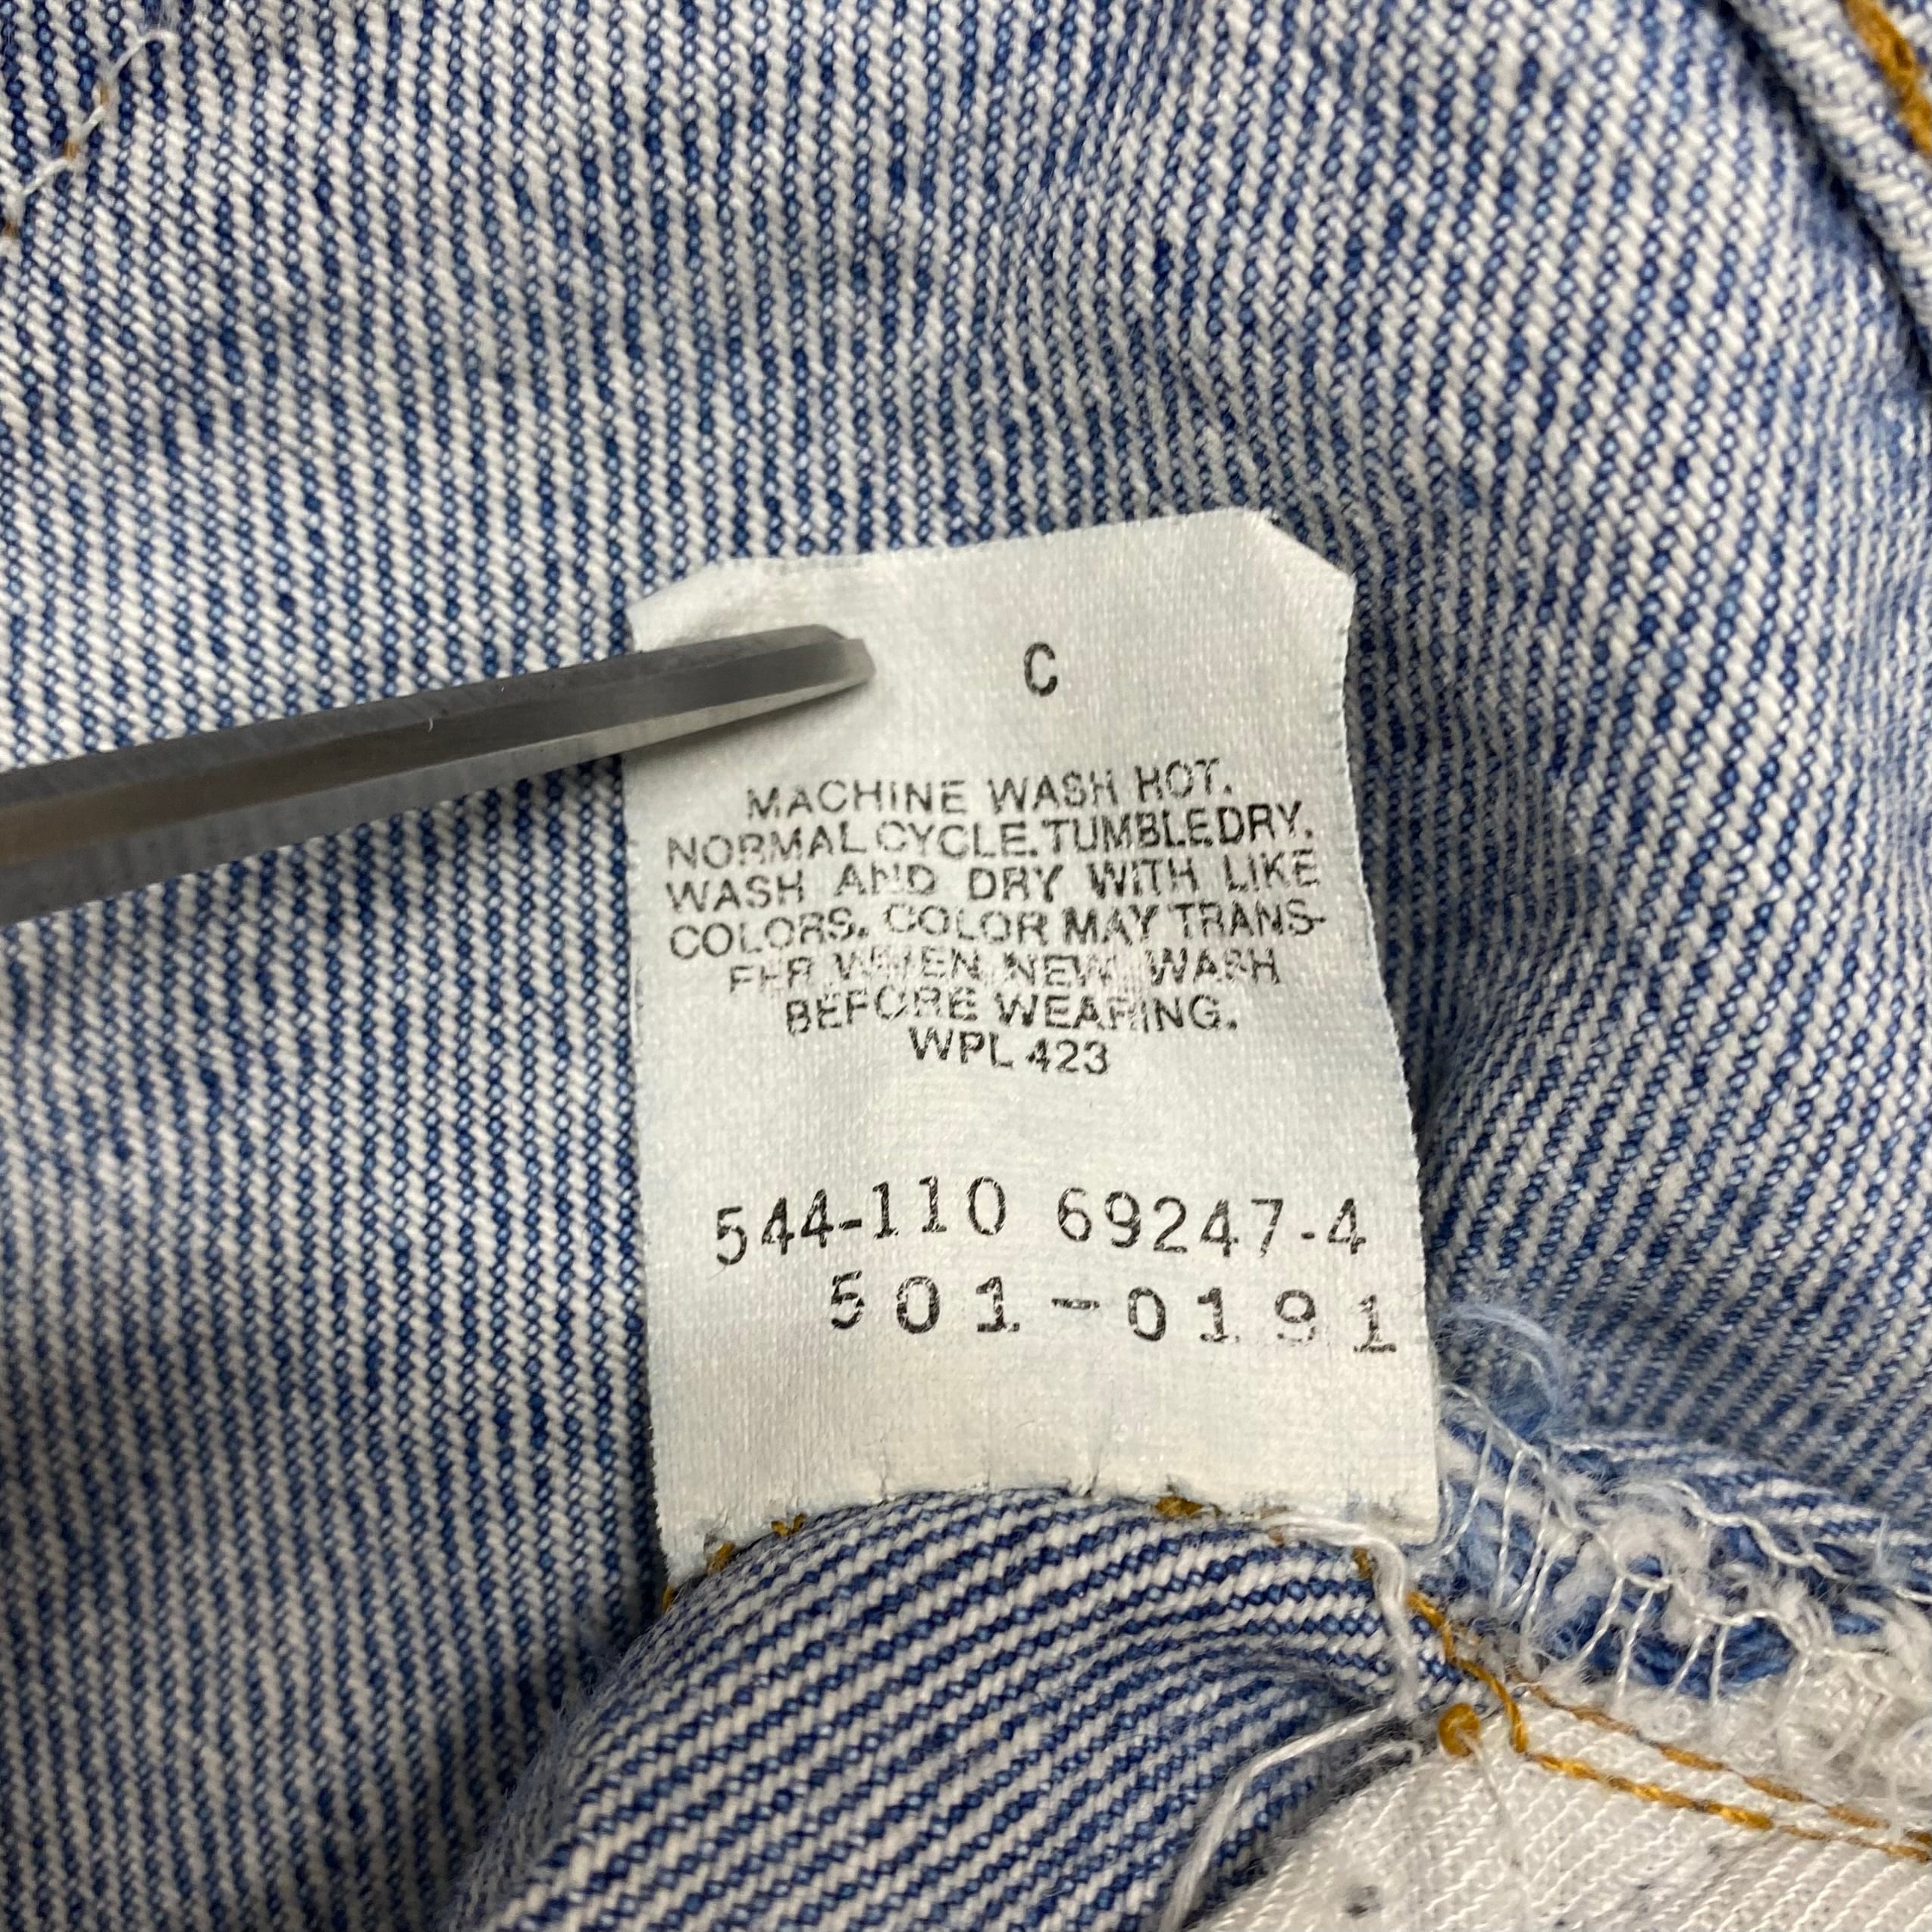 C
MACHINE WASH HOT.
NORMAL CYCLE. TUMBLE DRY.
WASH AND DRY WITH LIKE
COLORS. COLOR MAY TRANS-
FER WHEN NEW. WASH
BEFORE WEARING.
WPL 423
544-110 69247-4
501-0191